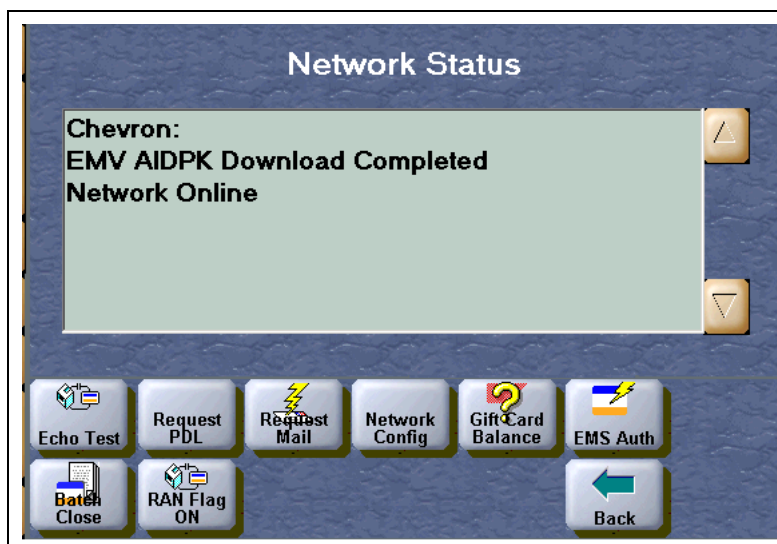 Network Status
Chevron:
EMV AIDPK Download Completed
Network Online
Echo Test
Request
PDL
Request
Mail
Network
Config
Gift Card
Balance
EMS Auth
Batch
Close
RAN Flag
ON
Back